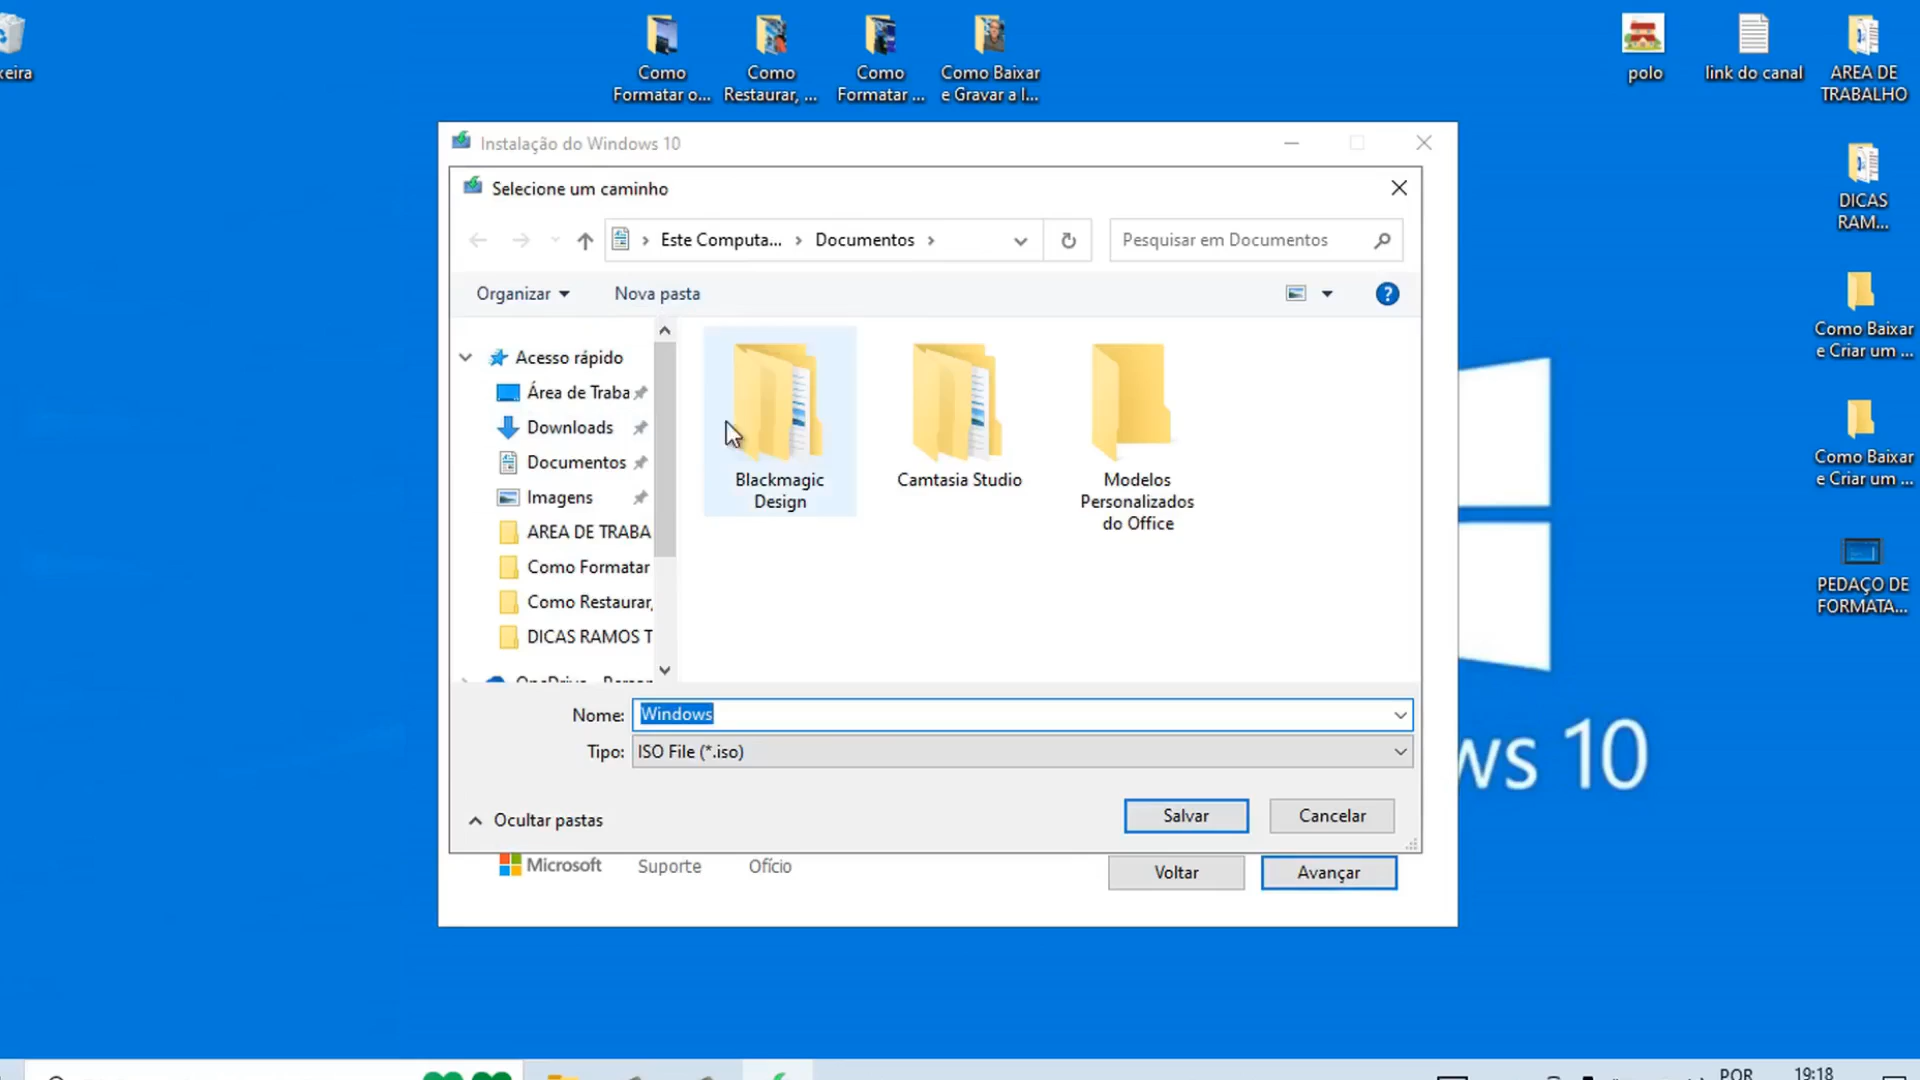 xeira
Como
Formatar o...
Como
Restaurar, ...
Como
Formatar ...
Como Baixar
e Gravar a I...
polo
link do canal
AREA DE
TRABALHO
Instalação do Windows 10
Selecione um caminho
Este Computa...
Documentos
Pesquisar em Documentos
Organizar
Nova pasta
Acesso rápido
Área de Traba
Downloads
Documentos
Imagens
AREA DE TRABA
Como Formatar
Como Restaurar,
DICAS RAMOS T
Blackmagic
Design
Camtasia Studio
Modelos
Personalizados
do Office
Nome: Windows
Tipo: ISO File (*.iso)
Ocultar pastas
Salvar
Cancelar
Microsoft
Suporte
Ofício
Voltar
Avançar
DICAS
RAM...
Como Baixar
e Criar um ...
Como Baixar
e Criar um ...
PEDAÇO DE
FORMATA...
ws 10
POR
19:18